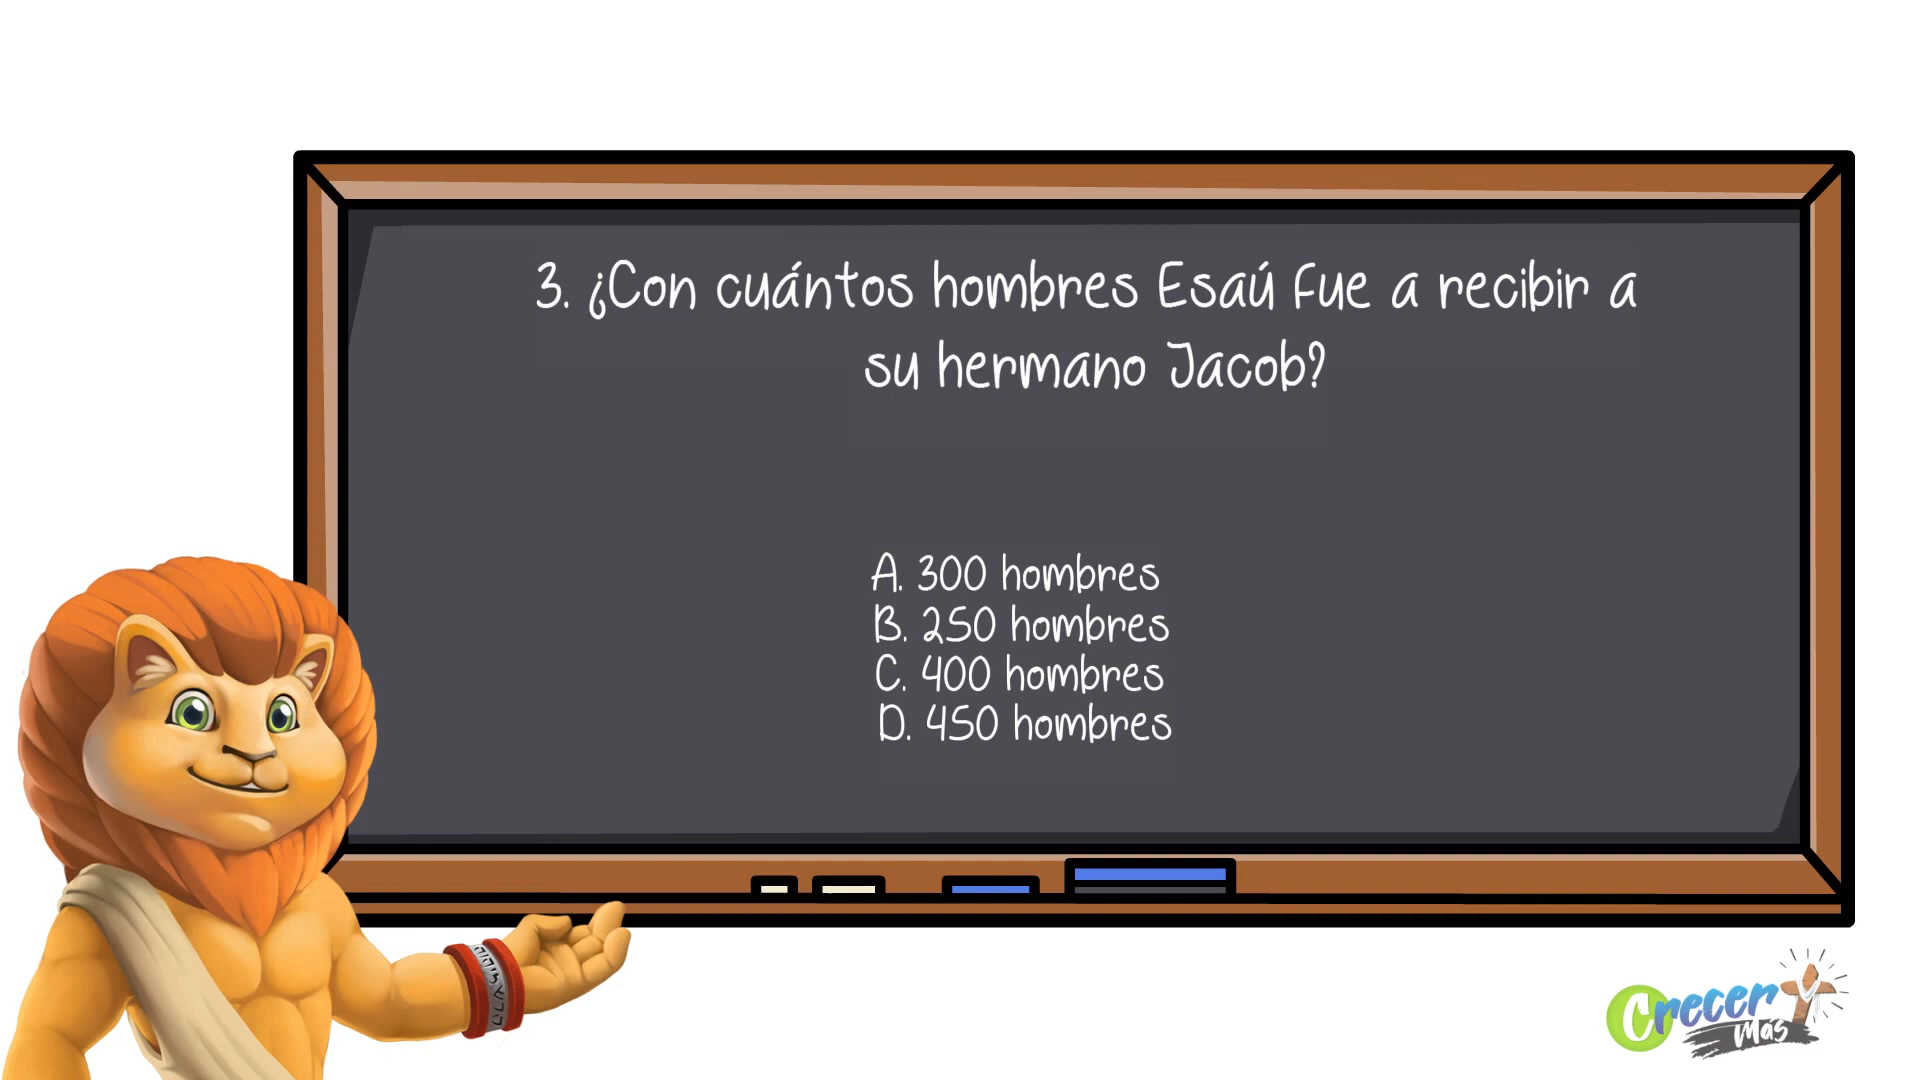 3. ¿Con cuántos hombres Esaú fue a recibir a
su hermano Jacob?
A. 300 hombres
B. 250 hombres
C. 400 hombres
D. 450 hombres
Crecer y
Más